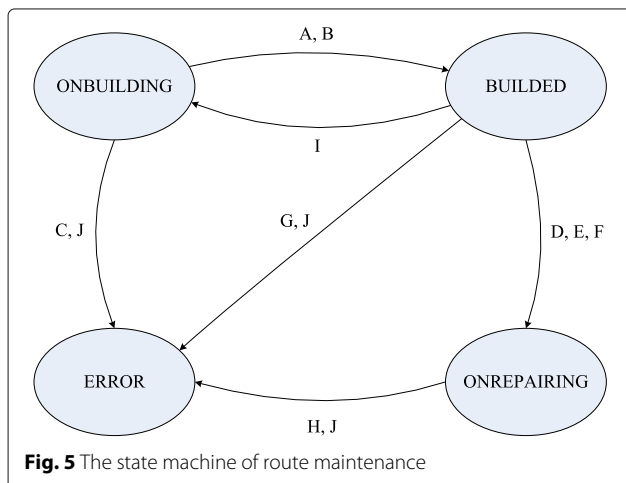 A, B
ONBUILDING
BUILDED
I
G, J
C, J
D, E, F
ERROR
ONREPAIRING
H, J
Fig. 5 The state machine of route maintenance